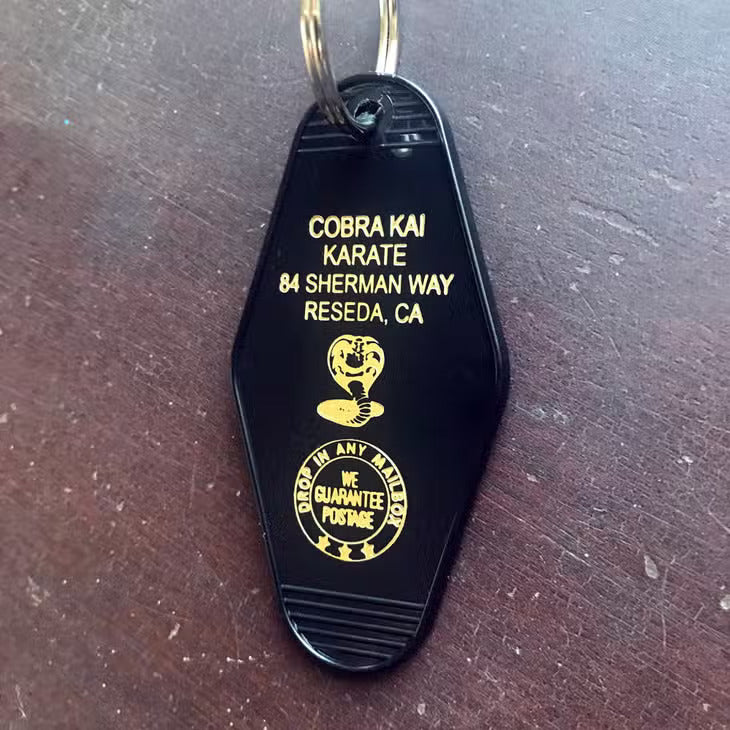 COBRA KAI
KARATE
84 SHERMAN WAY
RESEDA, CA
DROP IN ANY MAILBOX
WE
GUARANTEE
POSTAGE